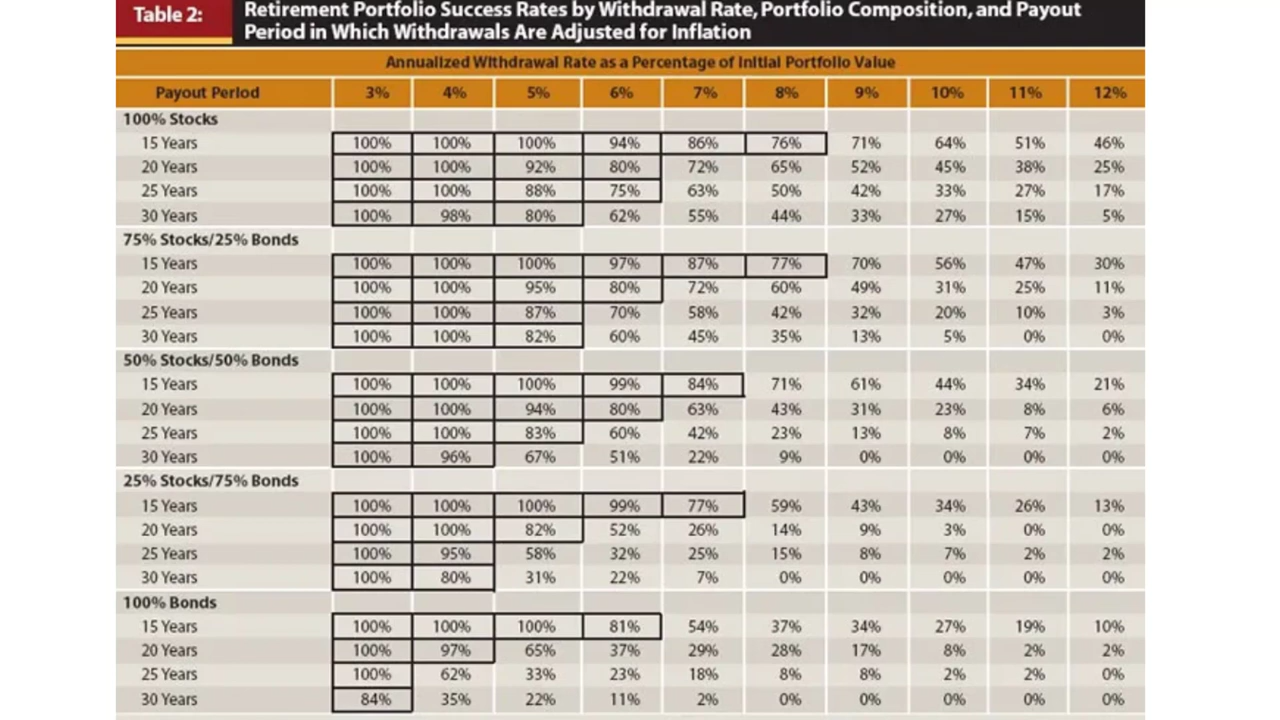 Table 2:
Retirement Portfolio Success Rates by Withdrawal Rate, Portfolio Composition, and Payout
Period in Which Withdrawals Are Adjusted for Inflation
Annualized Withdrawal Rate as a Percentage of Initial Portfolio Value
Payout Period 3% 4% 5% 6% 7% 8% 9% 10% 11% 12%
100% Stocks
15 Years 100% 100% 100% 94% 86% 76% 71% 64% 51% 46%
20 Years 100% 100% 92% 80% 72% 65% 52% 45% 38% 25%
25 Years 100% 100% 88% 75% 63% 50% 42% 33% 27% 17%
30 Years 100% 98% 80% 62% 55% 44% 33% 27% 15% 5%
75% Stocks/25% Bonds
15 Years 100% 100% 100% 97% 87% 77% 70% 56% 47% 30%
20 Years 100% 100% 95% 80% 72% 60% 49% 31% 25% 11%
25 Years 100% 100% 87% 70% 58% 42% 32% 20% 10% 3%
30 Years 100% 100% 82% 60% 45% 35% 13% 5% 0% 0%
50% Stocks/50% Bonds
15 Years 100% 100% 100% 99% 84% 71% 61% 44% 34% 21%
20 Years 100% 100% 94% 80% 63% 43% 31% 23% 8% 6%
25 Years 100% 100% 83% 60% 42% 23% 13% 8% 7% 2%
30 Years 100% 96% 67% 51% 22% 9% 0% 0% 0% 0%
25% Stocks/75% Bonds
15 Years 100% 100% 100% 99% 77% 59% 43% 34% 26% 13%
20 Years 100% 100% 82% 52% 26% 14% 9% 3% 0% 0%
25 Years 100% 95% 58% 32% 25% 15% 8% 7% 2% 2%
30 Years 100% 80% 31% 22% 7% 0% 0% 0% 0% 0%
100% Bonds
15 Years 100% 100% 100% 81% 54% 37% 34% 27% 19% 10%
20 Years 100% 97% 65% 37% 29% 28% 17% 8% 2% 2%
25 Years 100% 62% 33% 23% 18% 8% 8% 2% 2% 0%
30 Years 84% 35% 22% 11% 2% 0% 0% 0% 0% 0%